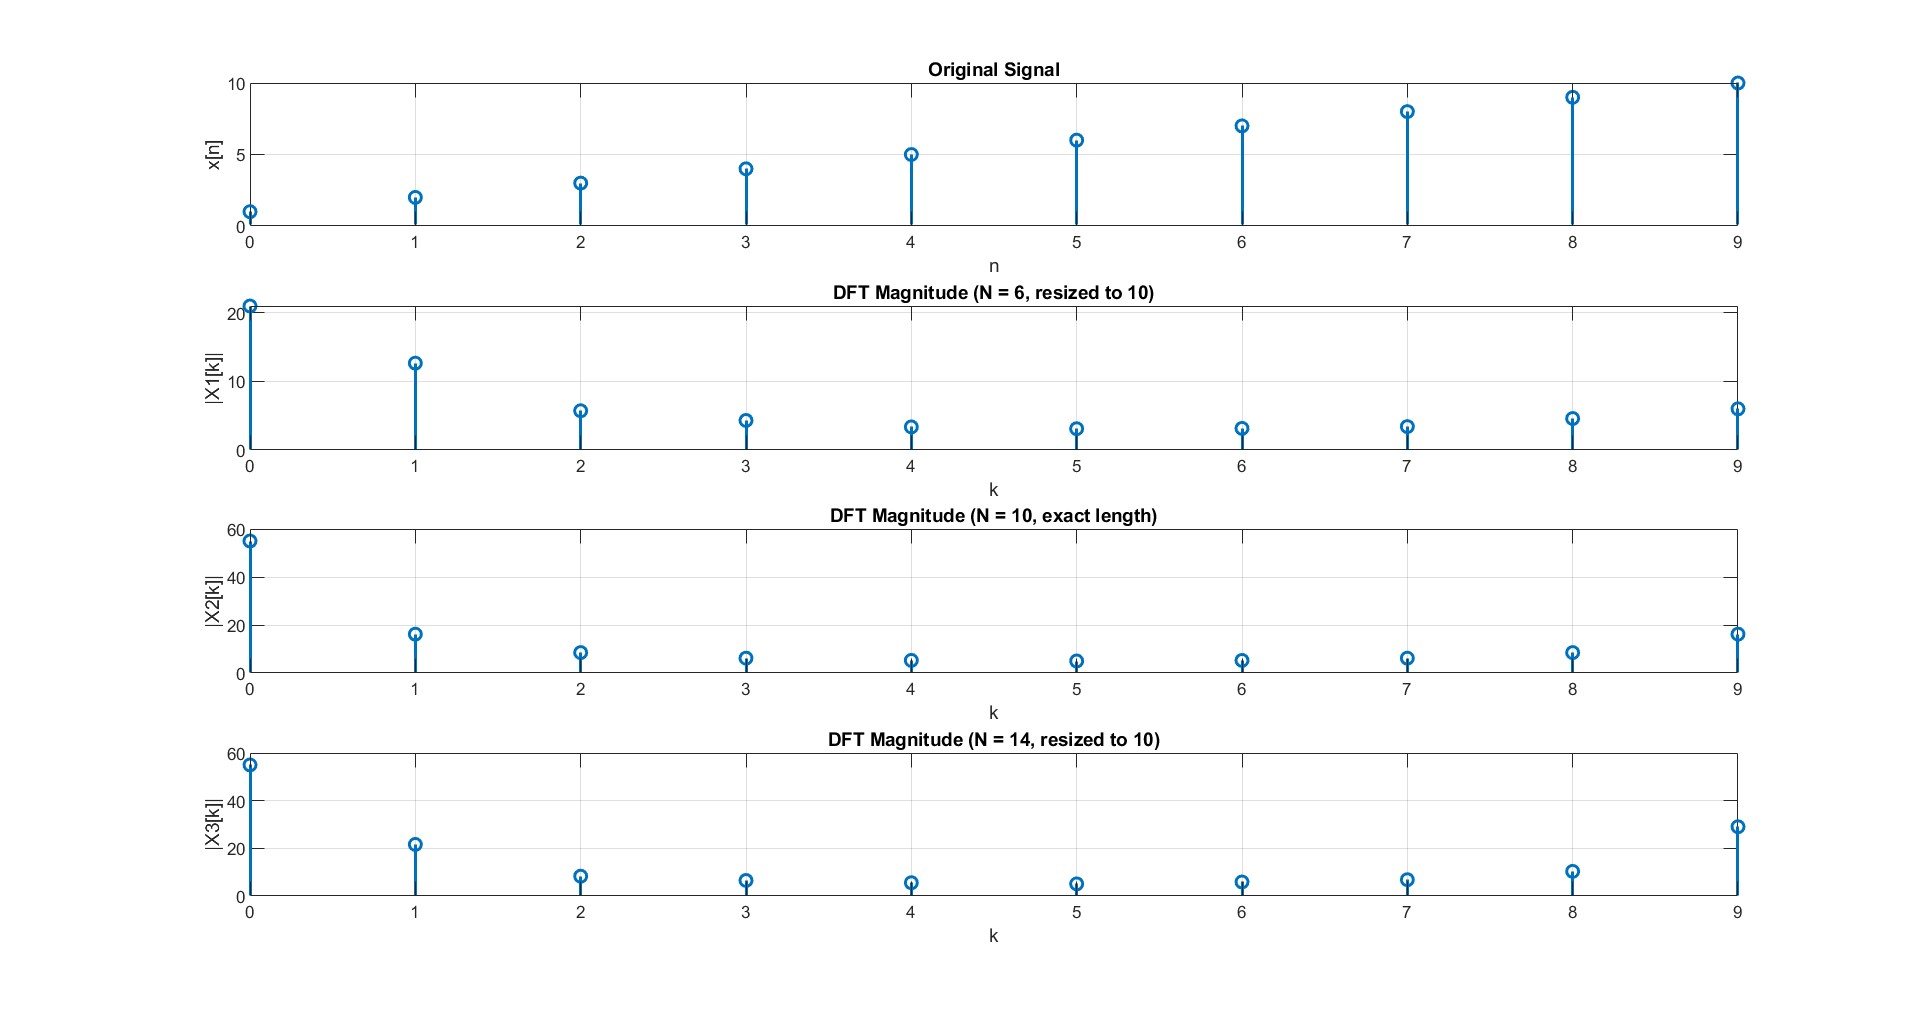 Original Signal
10
5
0
x[n]
0 1 2 3 4 5 6 7 8 9
n
DFT Magnitude (N = 6, resized to 10)
20
10
0
|X1[k]|
0 1 2 3 4 5 6 7 8 9
k
DFT Magnitude (N = 10, exact length)
60
40
20
0
|X2[k]|
0 1 2 3 4 5 6 7 8 9
k
DFT Magnitude (N = 14, resized to 10)
60
40
20
0
|X3[k]|
0 1 2 3 4 5 6 7 8 9
k